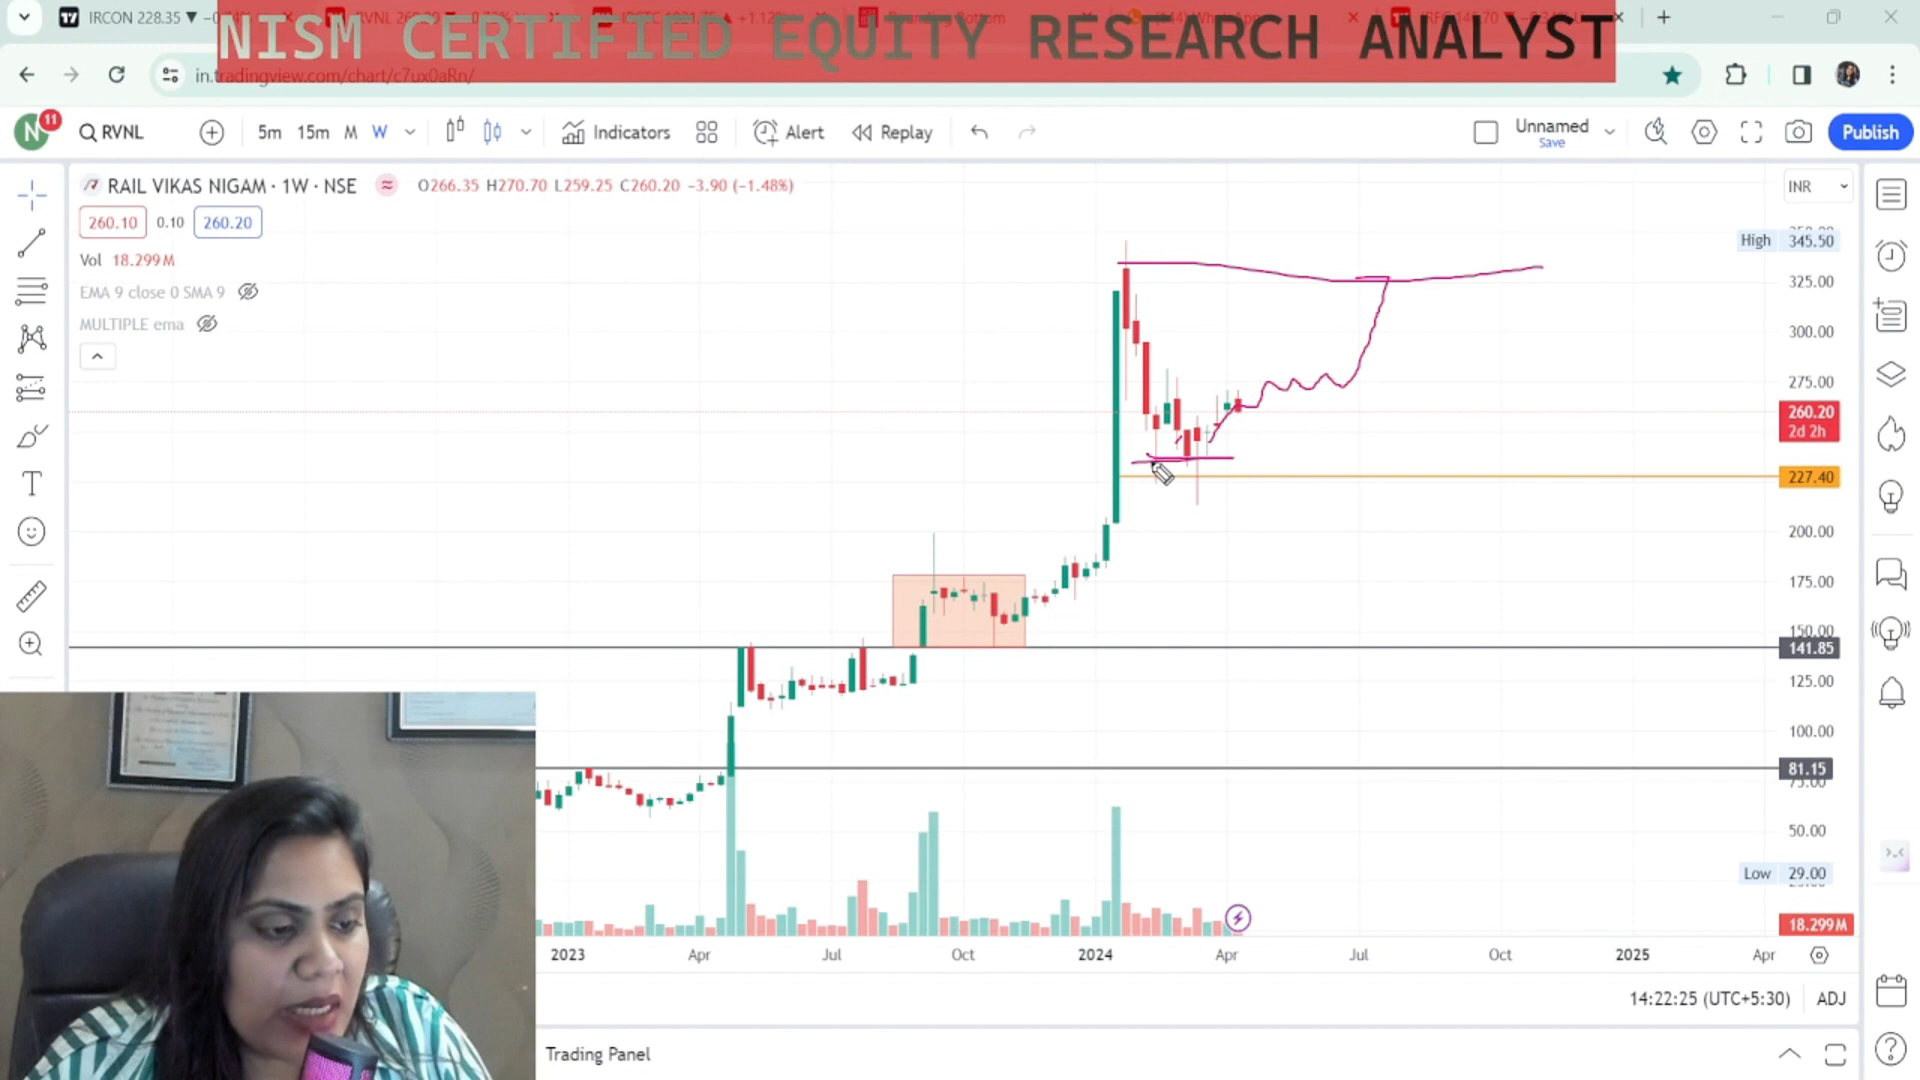 IRCON 228.35 ▼
NISM CERTIFIED EQUITY RESEARCH ANALYST
in.tradingview.com/chart/c7ux0aRn/
N
11
RVNL
5m 15m M W
Indicators
Alert
Replay
Unnamed
Save
Publish
RAIL VIKAS NIGAM · 1W · NSE
O266.35 H270.70 L259.25 C260.20 −3.90 (−1.48%)
INR
260.10 0.10 260.20
Vol 18.299M
EMA 9 close 0 SMA 9
MULTIPLE ema
High 345.50
325.00
300.00
275.00
260.20
2d 2h
227.40
200.00
175.00
150.00
141.85
125.00
100.00
81.15
75.00
50.00
Low 29.00
18.299M
2023 Apr Jul Oct 2024 Apr Jul Oct 2025 Apr
14:22:25 (UTC+5:30) ADJ
Trading Panel